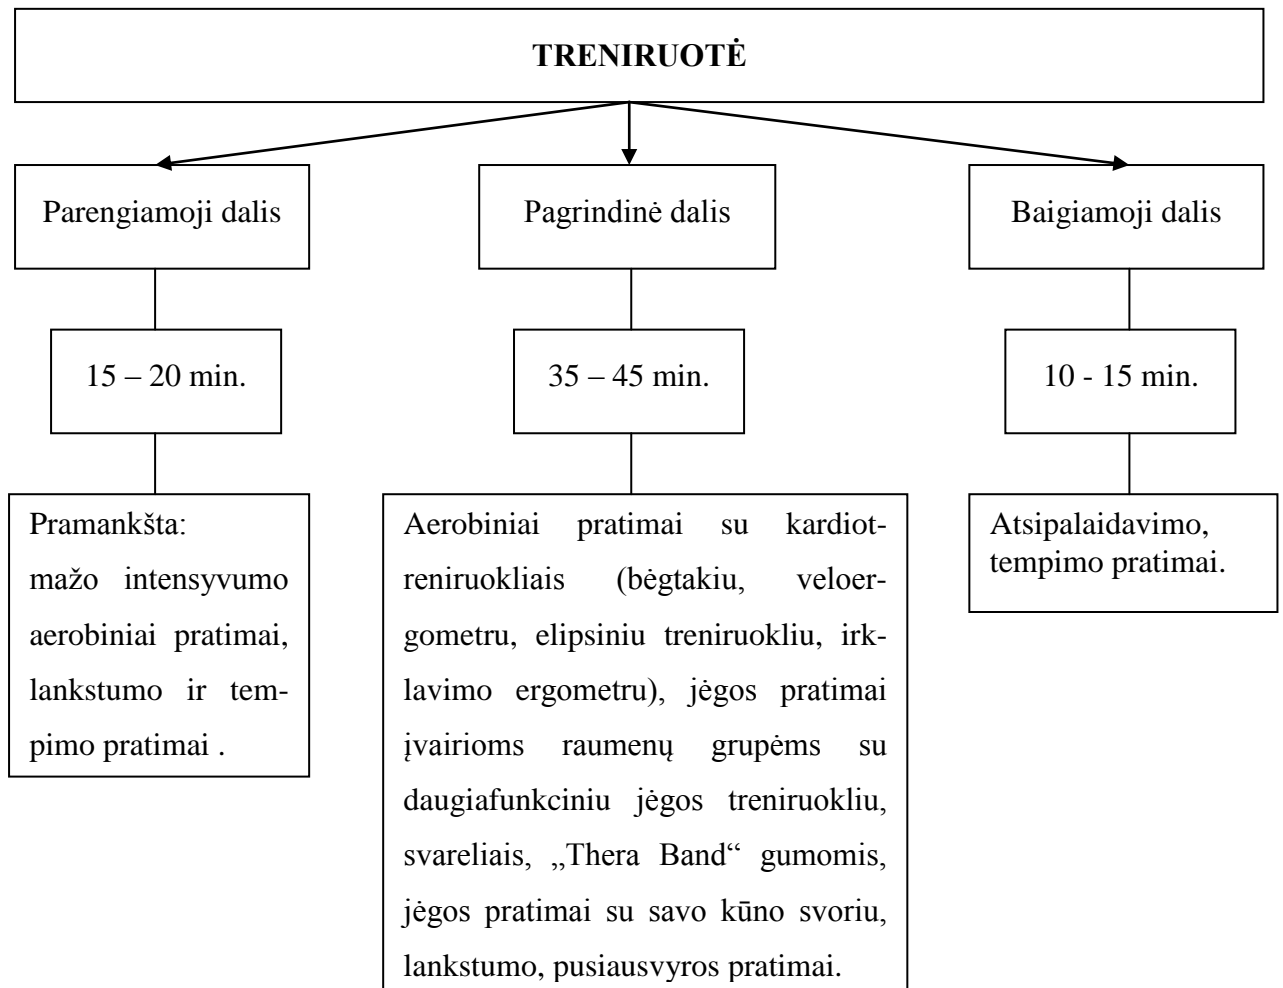 TRENIRUOTĖ
Parengiamoji dalis
Pagrindinė dalis
Baigiamoji dalis
15 – 20 min.
35 – 45 min.
10 - 15 min.
Pramankšta:
mažo intensyvumo
aerobiniai pratimai,
lankstumo ir tem-
pimo pratimai .
Aerobiniai pratimai su kardiot-
reniruokliais (bėgtakiu, veloer-
gometru, elipsiniu treniruokliu, irk-
lavimo ergometru), jėgos pratimai
įvairioms raumenų grupėms su
daugiafunkciniu jėgos treniruokliu,
svareliais, „Thera Band“ gumomis,
jėgos pratimai su savo kūno svoriu,
lankstumo, pusiausvyros pratimai.
Atsipalaidavimo,
tempimo pratimai.